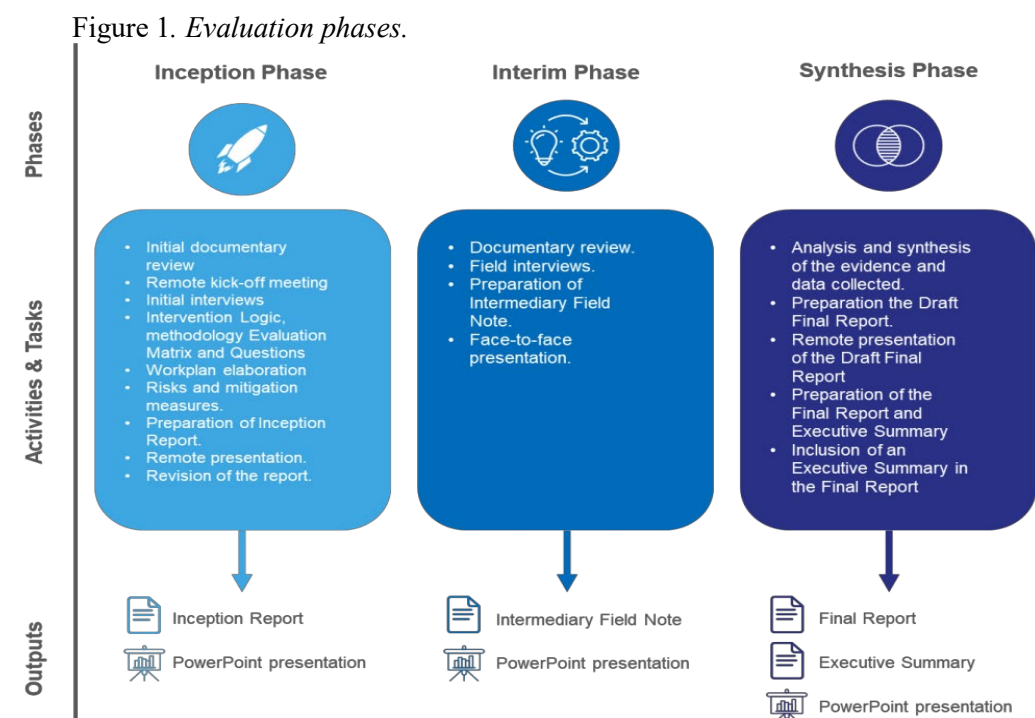 Figure 1. Evaluation phases.
Inception Phase
Interim Phase
Synthesis Phase
Phases
Activities & Tasks
• Initial documentary
review
• Remote kick-off meeting
• Initial interviews
• Intervention Logic,
methodology Evaluation
Matrix and Questions
• Workplan elaboration
• Risks and mitigation
measures.
• Preparation of Inception
Report.
• Remote presentation.
• Revision of the report.
• Documentary review.
• Field interviews.
• Preparation of
Intermediary Field
Note.
• Face-to-face
presentation.
• Analysis and synthesis
of the evidence and
data collected.
• Preparation the Draft
Final Report.
• Remote presentation
of the Draft Final
Report
• Preparation of the
Final Report and
Executive Summary
• Inclusion of an
Executive Summary in
the Final Report
Outputs
Inception Report
PowerPoint presentation
Intermediary Field Note
PowerPoint presentation
Final Report
Executive Summary
PowerPoint presentation